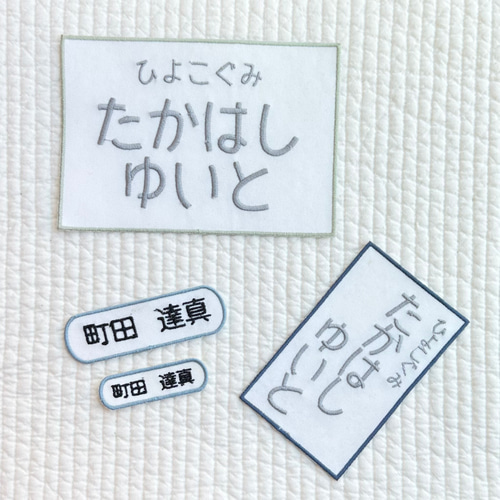 ひよこぐみ
たかはし
ゆいと
町田 達真
町田 達真
ひよこぐみ
たかはし
ゆいと